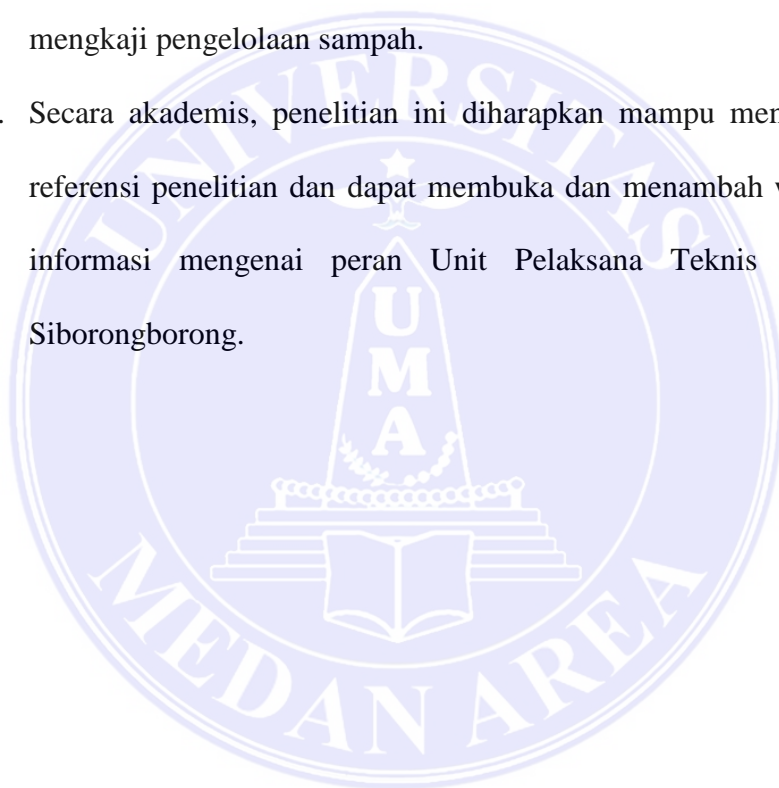 mengkaji pengelolaan sampah.
. Secara akademis, penelitian ini diharapkan mampu
referensi penelitian dan dapat membuka dan menambah
informasi mengenai peran Unit Pelaksana Teknis
Siborongborong.
UNIVERSITAS
UMA
MEDAN AREA